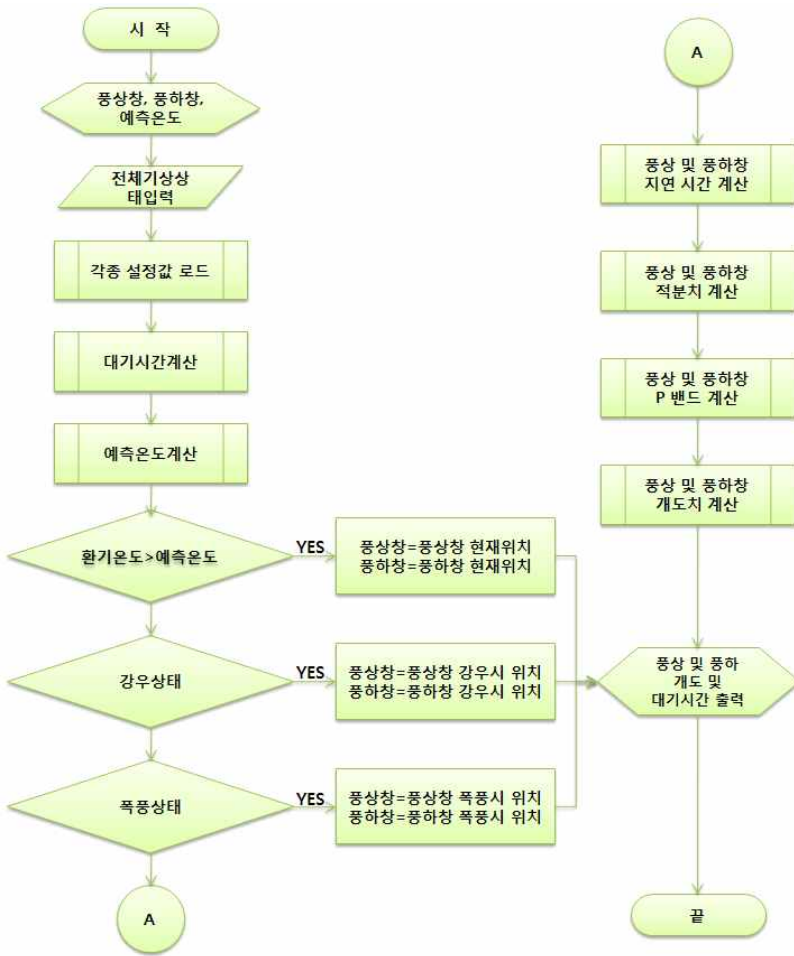 시 작
풍상창, 풍하창,
예측온도
전체기상상
태입력
각종 설정값 로드
대기시간계산
예측온도계산
환기온도>예측온도
YES
풍상창=풍상창 현재위치
풍하창=풍하창 현재위치
강우상태
YES
풍상창=풍상창 강우시 위치
풍하창=풍하창 강우시 위치
폭풍상태
YES
풍상창=풍상창 폭풍시 위치
풍하창=풍하창 폭풍시 위치
A
A
풍상 및 풍하창
지연 시간 계산
풍상 및 풍하창
적분치 계산
풍상 및 풍하창
P 밴드 계산
풍상 및 풍하창
개도치 계산
풍상 및 풍하
개도 및
대기시간 출력
끝